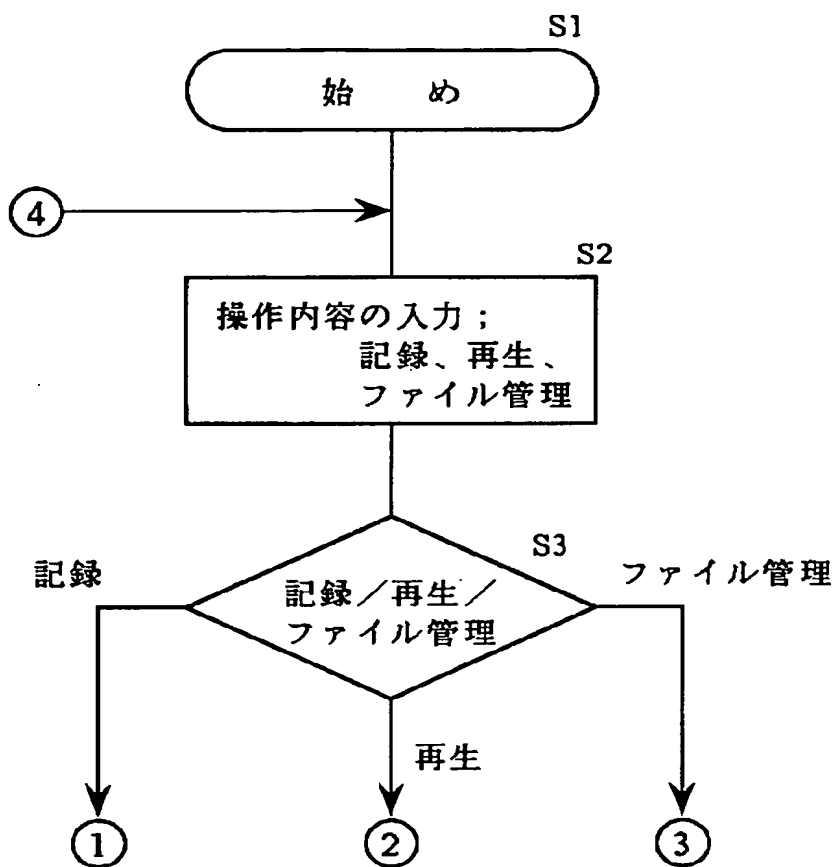 S1
始　め
④
S2
操作内容の入力；
記録、再生、
ファイル管理
S3
記録
ファイル管理
記録／再生／
ファイル管理
再生
①
②
③